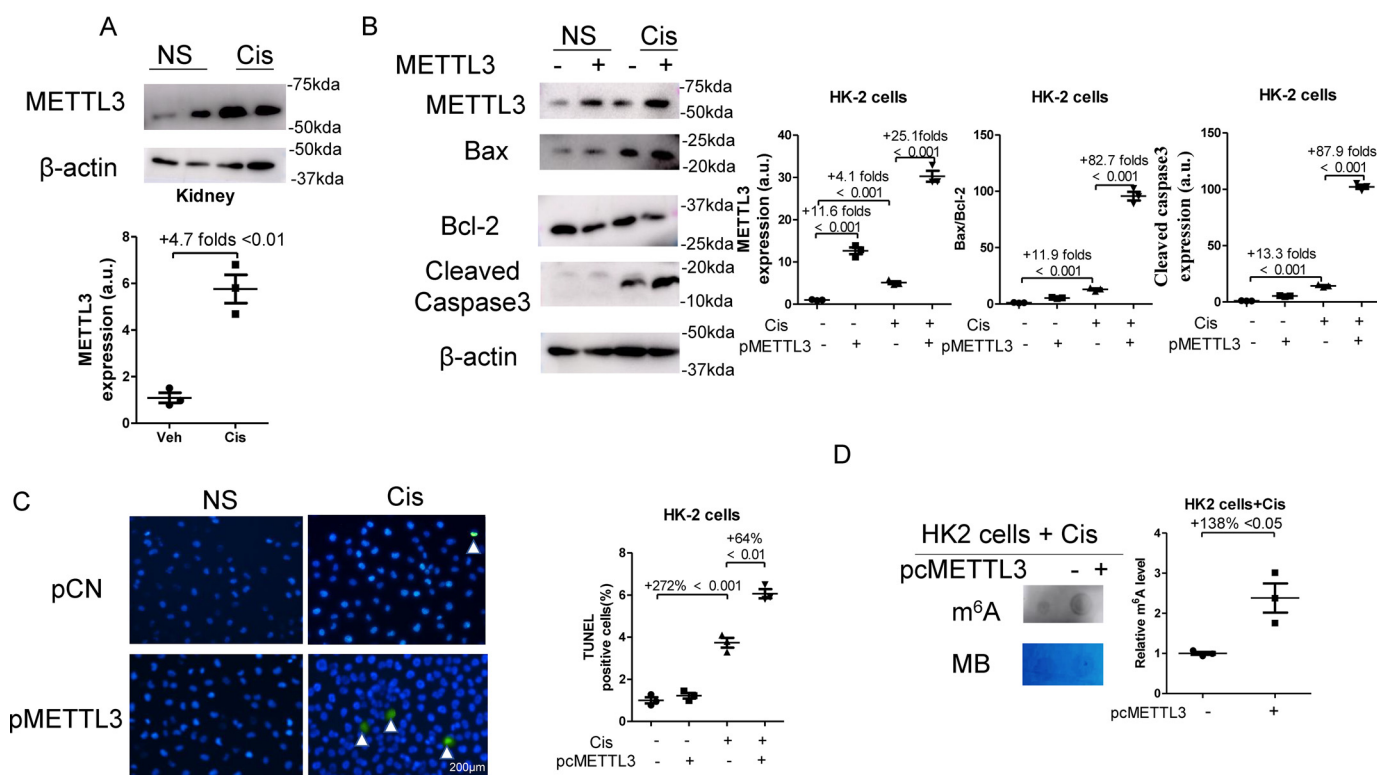 A
NS Cis
METTL3
-75kda
-50kda
β-actin
-50kda
-37kda
Kidney
+4.7 folds <0.01
METTL3
expression (a.u.)
8
6
4
2
0
Veh Cis
B
NS Cis
METTL3 - + - +
METTL3
-75kda
-50kda
Bax
-25kda
-20kda
Bcl-2
-37kda
-25kda
Cleaved
Caspase3
-20kda
-10kda
β-actin
-50kda
-37kda
HK-2 cells
METTL3
expression (a.u.)
40
30
20
10
0
+25.1folds
< 0.001
+4.1 folds
< 0.001
+11.6 folds
< 0.001
Cis - - + +
pMETTL3 - + - +
HK-2 cells
Bax/Bcl-2
150
100
50
0
+82.7 folds
< 0.001
+11.9 folds
< 0.001
Cis - - + +
pMETTL3 - + - +
HK-2 cells
Cleaved caspase3
expression (a.u.)
150
100
50
0
+87.9 folds
< 0.001
+13.3 folds
< 0.001
Cis - - + +
pMETTL3 - + - +
C
NS Cis
pCN
pMETTL3
200μm
HK-2 cells
TUNEL
positive cells(%)
8
6
4
2
0
+64%
< 0.01
+272% < 0.001
Cis - - + +
pcMETTL3 - + - +
D
HK2 cells + Cis
pcMETTL3 - +
m⁶A
MB
HK2 cells+Cis
+138% <0.05
Relative m⁶A level
4
3
2
1
0
pcMETTL3 - +